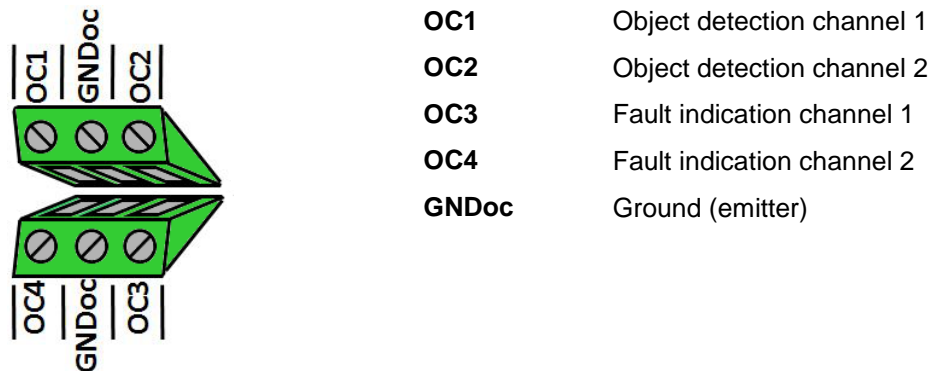 OC1 GNDoc OC2
OC4 GNDoc OC3
OC1 Object detection channel 1
OC2 Object detection channel 2
OC3 Fault indication channel 1
OC4 Fault indication channel 2
GNDoc Ground (emitter)